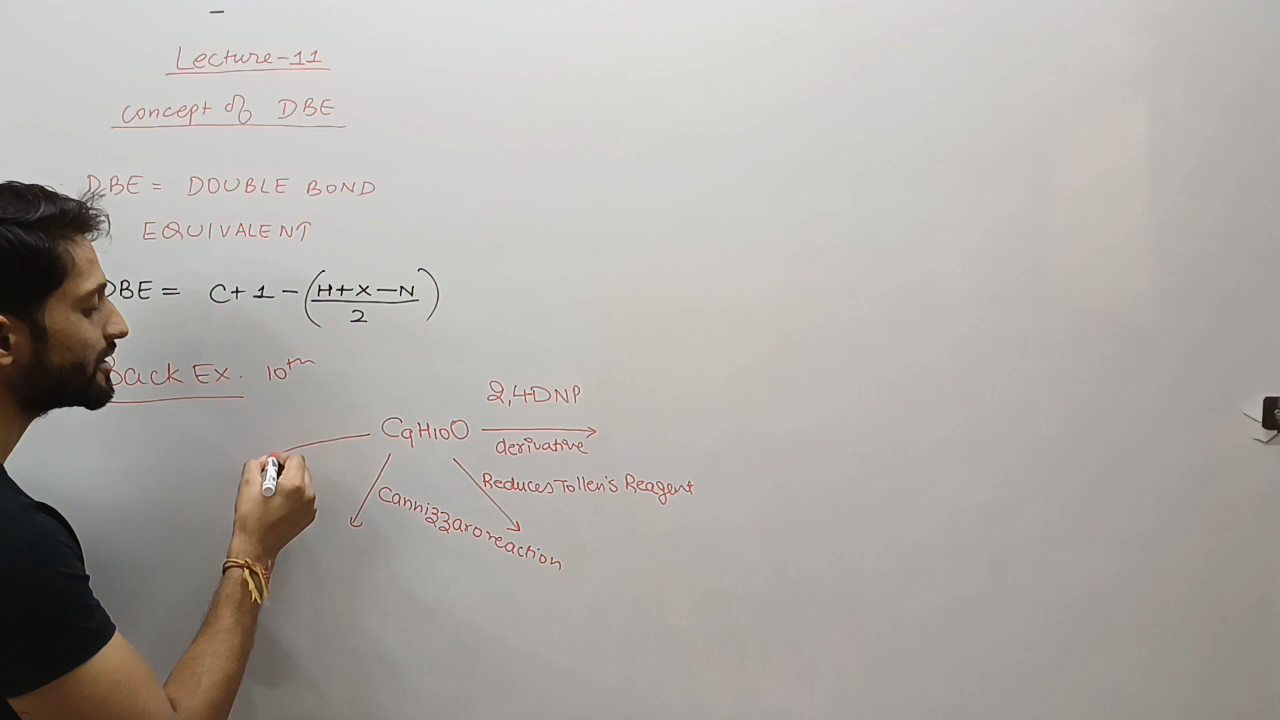 Lecture-11
Concept of DBE
DBE = DOUBLE BOND
EQUIVALENT
DBE = C + 1 - (H+X-N / 2)
Back Ex. 10th
2,4DNP
C9H10O
derivative
Reduces Tollen's Reagent
Cannizzaro reaction